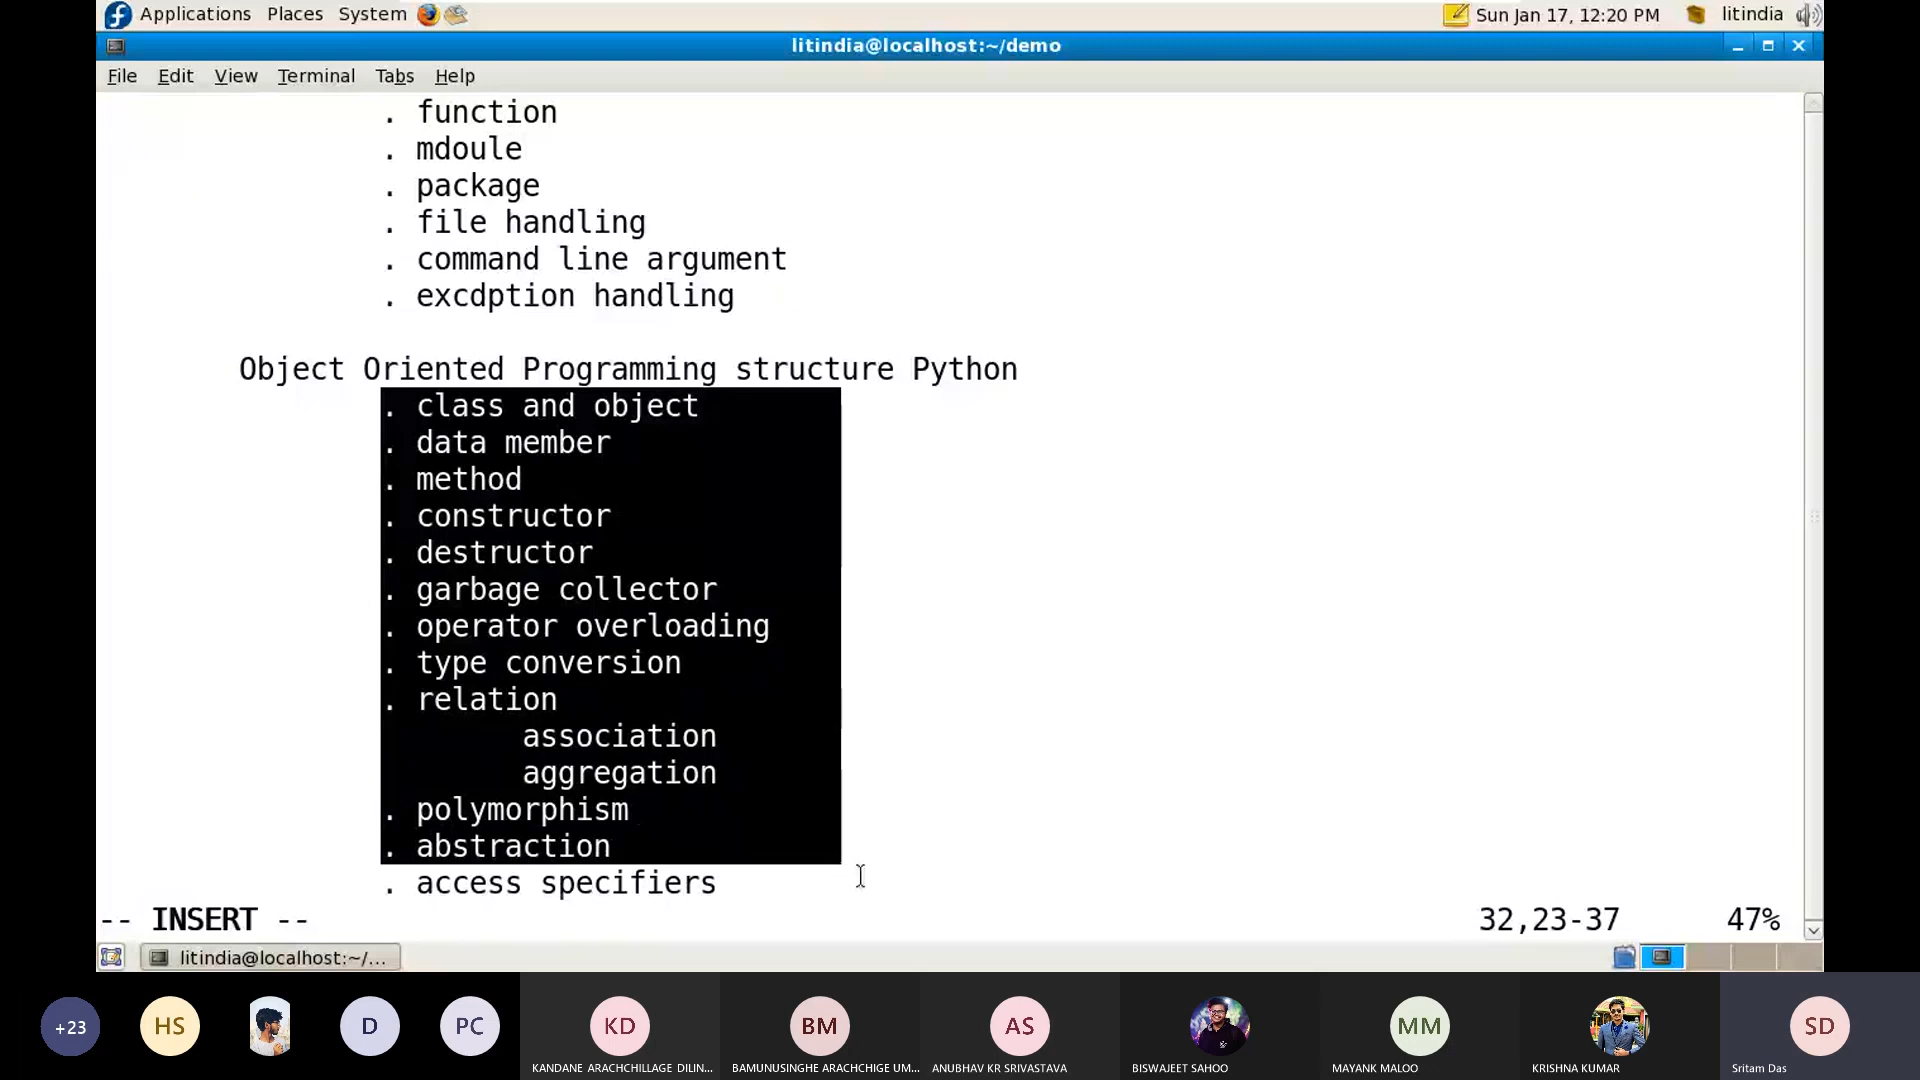 Applications Places System Sun Jan 17, 12:20 PM litindia
litindia@localhost:~/demo
File Edit View Terminal Tabs Help
. function
. mdoule
. package
. file handling
. command line argument
. excdption handling
Object Oriented Programming structure Python
. class and object
. data member
. method
. constructor
. destructor
. garbage collector
. operator overloading
. type conversion
. relation
association
aggregation
. polymorphism
. abstraction
. access specifiers
-- INSERT -- 32,23-37 47%
litindia@localhost:~/...
+23 HS D PC KD BM AS MM SD
KANDANE ARACHCHILLAGE DILIN... BAMUNUSINGHE ARACHCHIGE UM... ANUBHAV KR SRIVASTAVA BISWAJEET SAHOO MAYANK MALOO KRISHNA KUMAR Sritam Das